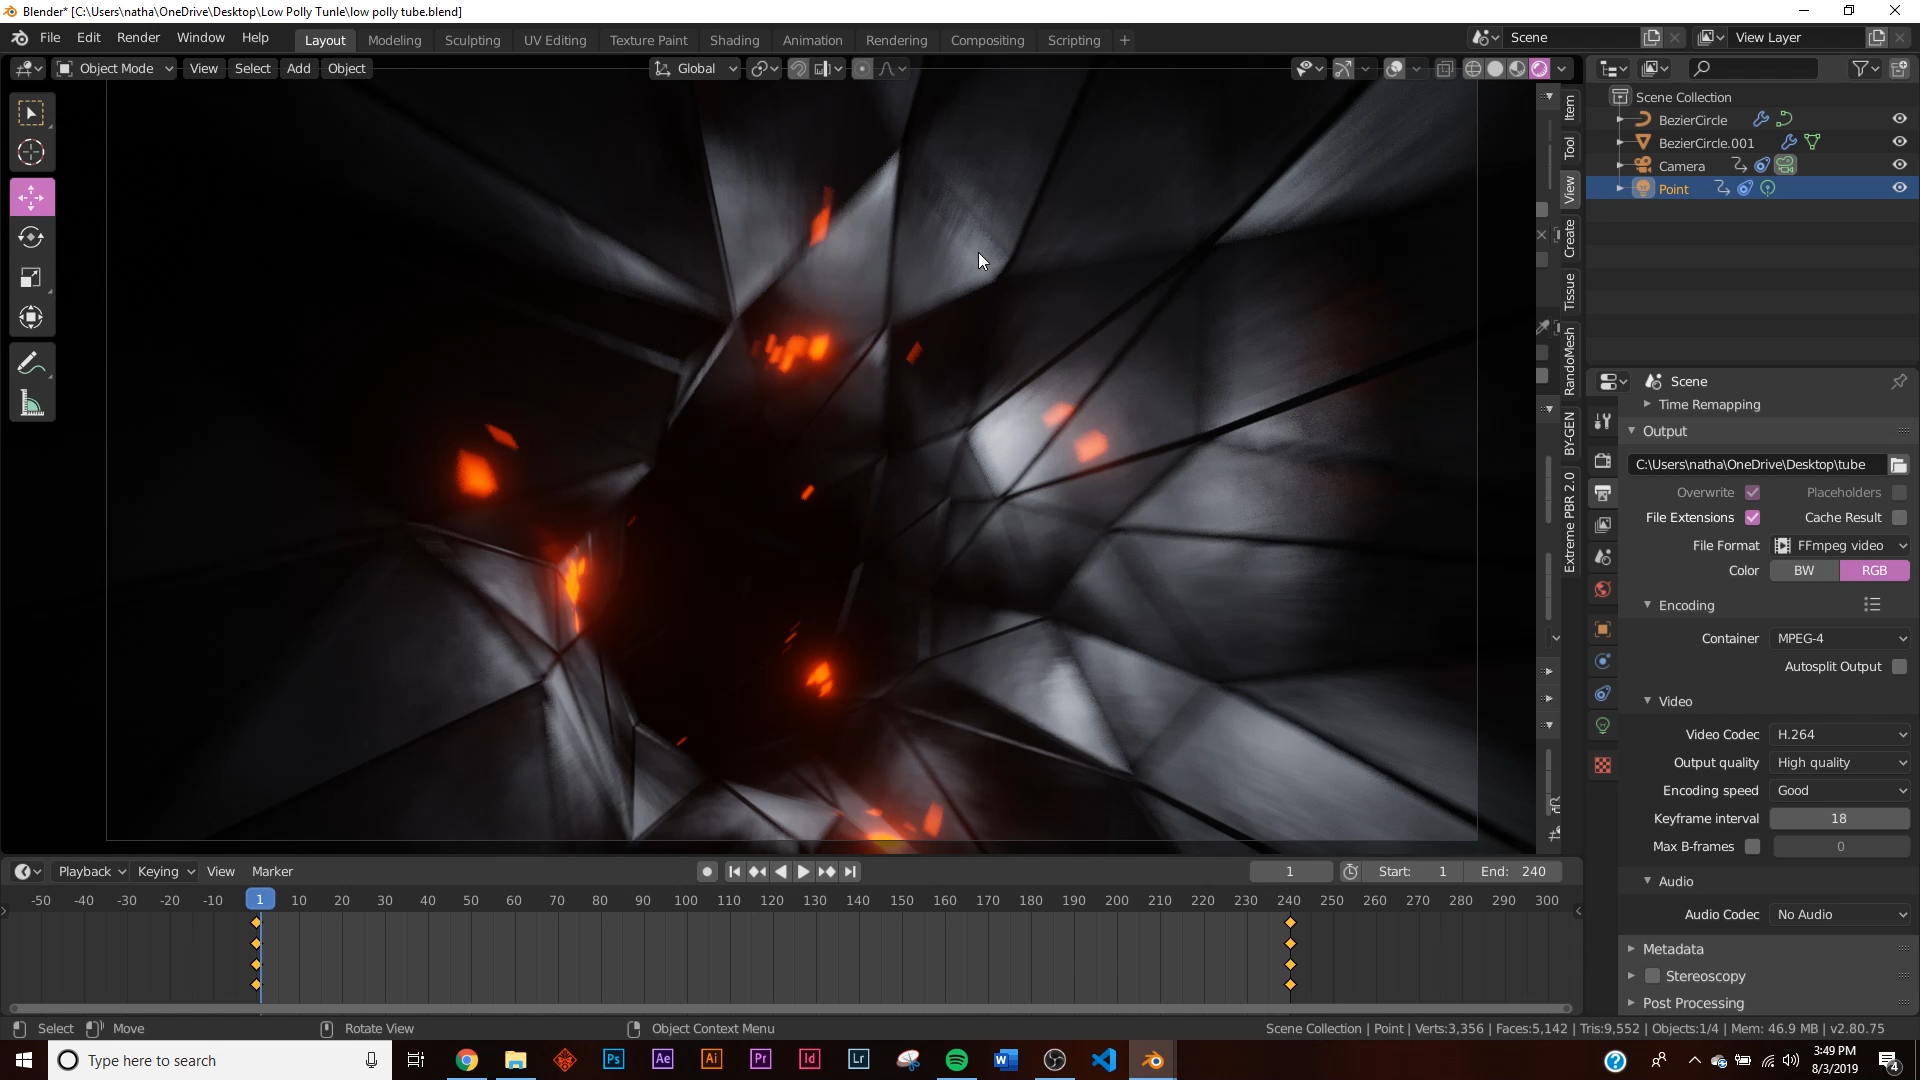 Blender* [C:\Users\natha\OneDrive\Desktop\Low Polly Tunle\low polly tube.blend]
File Edit Render Window Help Layout Modeling Sculpting UV Editing Texture Paint Shading Animation Rendering Compositing Scripting + Scene View Layer
Object Mode View Select Add Object Global
Item
Tool
View
Create
Tissue
RandoMesh
BY-GEN
Extreme PBR 2.0
Scene Collection
BezierCircle
BezierCircle.001
Camera
Point
Scene
Time Remapping
Output
C:\Users\natha\OneDrive\Desktop\tube
Overwrite Placeholders
File Extensions Cache Result
File Format FFmpeg video
Color BW RGB
Encoding
Container MPEG-4
Autosplit Output
Video
Video Codec H.264
Output quality High quality
Encoding speed Good
Keyframe interval 18
Max B-frames 0
Audio
Audio Codec No Audio
Metadata
Stereoscopy
Post Processing
Playback Keying View Marker 1 Start: 1 End: 240
-50 -40 -30 -20 -10 1 10 20 30 40 50 60 70 80 90 100 110 120 130 140 150 160 170 180 190 200 210 220 230 240 250 260 270 280 290 300
Select Move Rotate View Object Context Menu Scene Collection | Point | Verts:3,356 | Faces:5,142 | Tris:9,552 | Objects:1/4 | Mem: 46.9 MB | v2.80.75
Type here to search Ps Ae Ai Pr Id Lr W ? 3:49 PM
8/3/2019 4